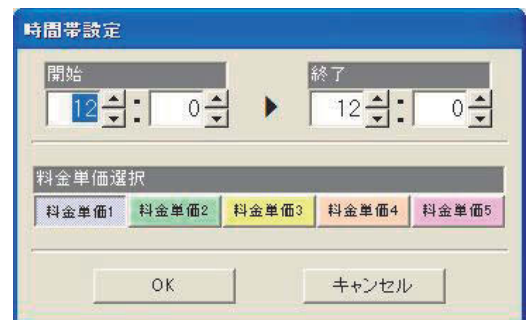 時間帯設定
開始 終了
12 : 0 ▶ 12 : 0
料金単価選択
料金単価1 料金単価2 料金単価3 料金単価4 料金単価5
OK キャンセル